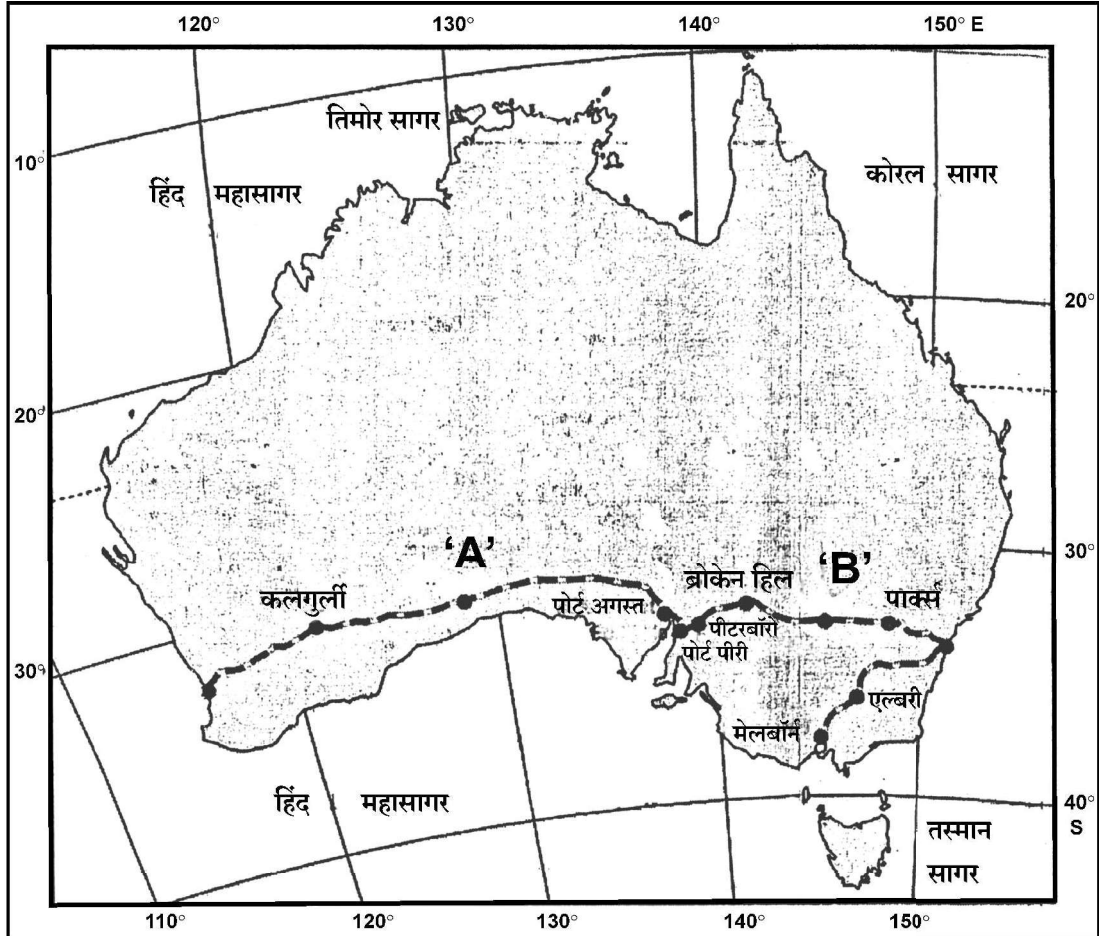 120° 130° 140° 150° E
तिमोर सागर
10°
हिंद महासागर
कोरल सागर
20°
20°
30°
'A'
'B'
ब्रोकेन हिल
कलगुर्ली
पोर्ट अगस्त
पार्क्स
पीटरबॉरो
पोर्ट पीरी
30°
एल्बरी
मेलबॉर्न
हिंद महासागर
40°
S
तस्मान
सागर
110° 120° 130° 140° 150°